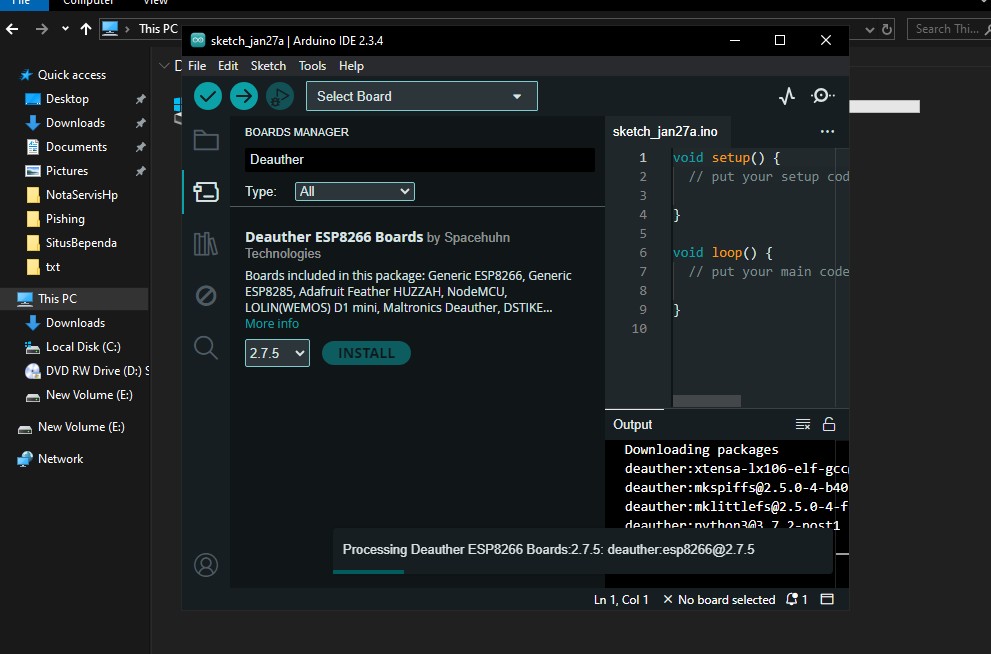 File Computer View
This PC
Search Thi...
Quick access
Desktop
Downloads
Documents
Pictures
NotaServisHp
Pishing
SitusBependa
txt
This PC
Downloads
Local Disk (C:)
DVD RW Drive (D:) S
New Volume (E:)
New Volume (E:)
Network
sketch_jan27a | Arduino IDE 2.3.4
File Edit Sketch Tools Help
Select Board
BOARDS MANAGER
Deauther
Type: All
Deauther ESP8266 Boards by Spacehuhn
Technologies
Boards included in this package: Generic ESP8266, Generic
ESP8285, Adafruit Feather HUZZAH, NodeMCU,
LOLIN(WEMOS) D1 mini, Maltronics Deauther, DSTIKE...
More info
2.7.5 INSTALL
sketch_jan27a.ino
1 void setup() {
2 // put your setup cod
3
4 }
5
6 void loop() {
7 // put your main code
8
9 }
10
Output
Downloading packages
deauther:xtensa-lx106-elf-gcc
deauther:mkspiffs@2.5.0-4-b40
deauther:mklittlefs@2.5.0-4-f
deauther:python3@3.7.2-post1
Processing Deauther ESP8266 Boards:2.7.5: deauther:esp8266@2.7.5
Ln 1, Col 1 No board selected 1